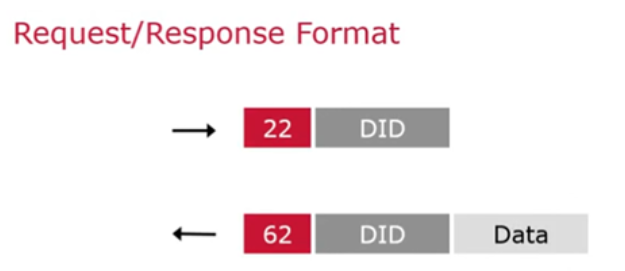 Request/Response Format
22 DID
62 DID Data